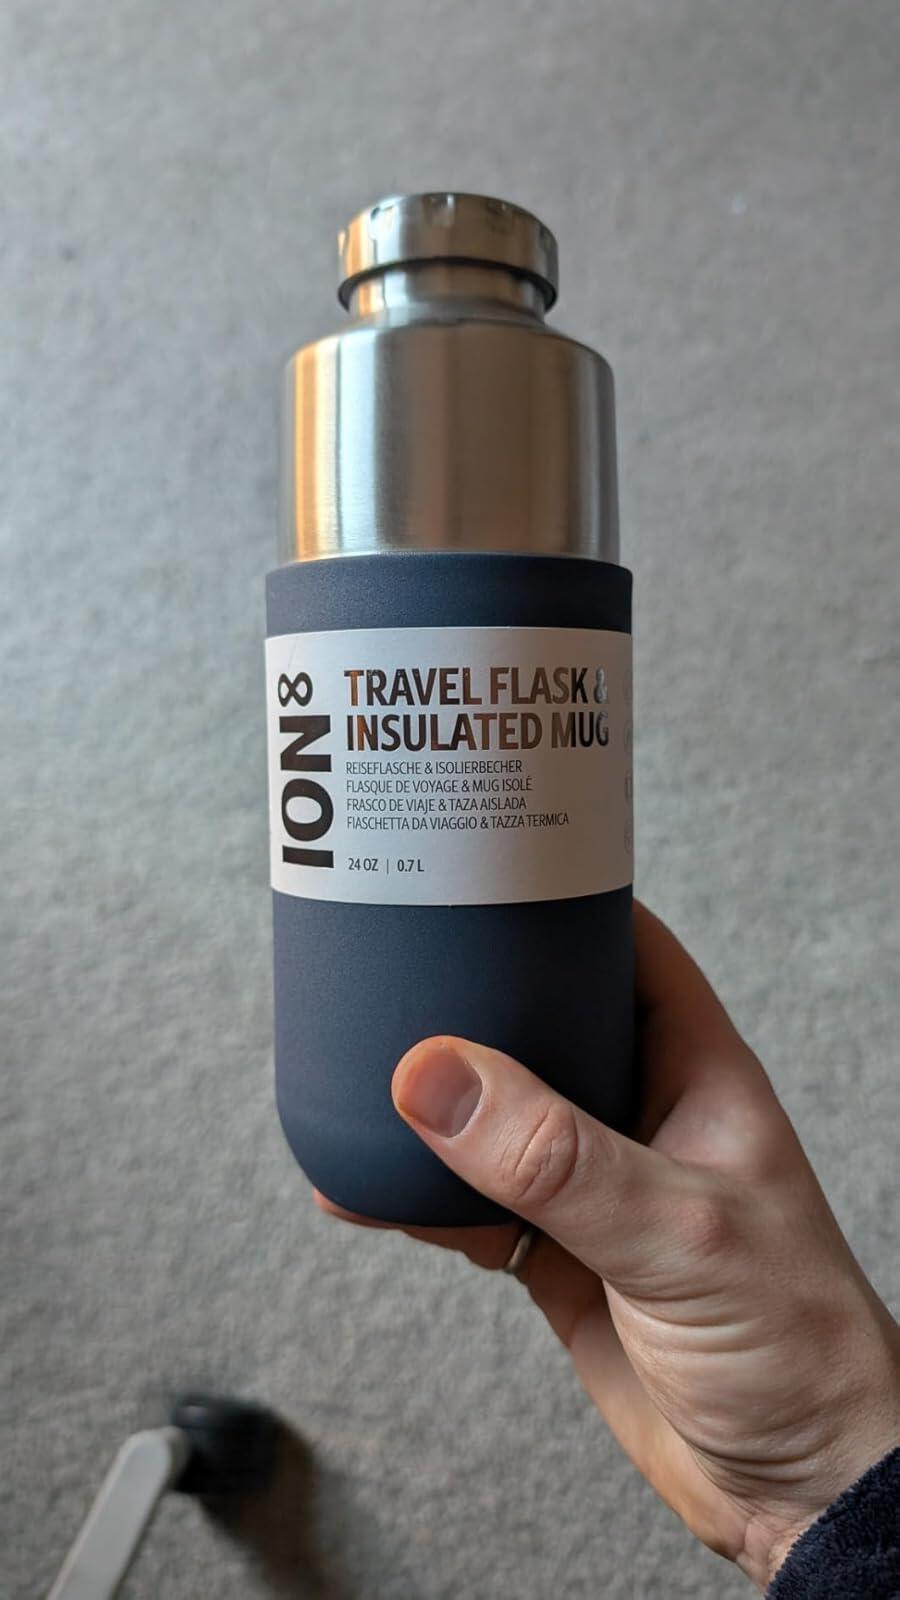 ION8
TRAVEL FLASK &
INSULATED MUG
REISEFLASCHE & ISOLIERBECHER
FLASQUE DE VOYAGE & MUG ISOLÉ
FRASCO DE VIAJE & TAZA AISLADA
FIASCHETTA DA VIAGGIO & TAZZA TERMICA
24 OZ | 0.7 L